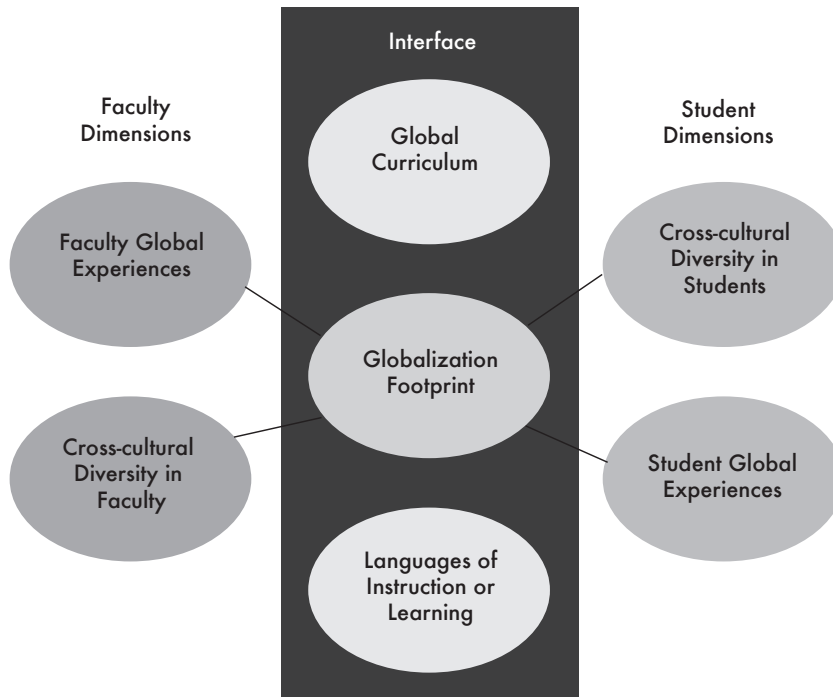 Interface
Faculty
Dimensions
Student
Dimensions
Global
Curriculum
Faculty Global
Experiences
Cross-cultural
Diversity in
Students
Globalization
Footprint
Cross-cultural
Diversity in
Faculty
Student Global
Experiences
Languages of
Instruction or
Learning